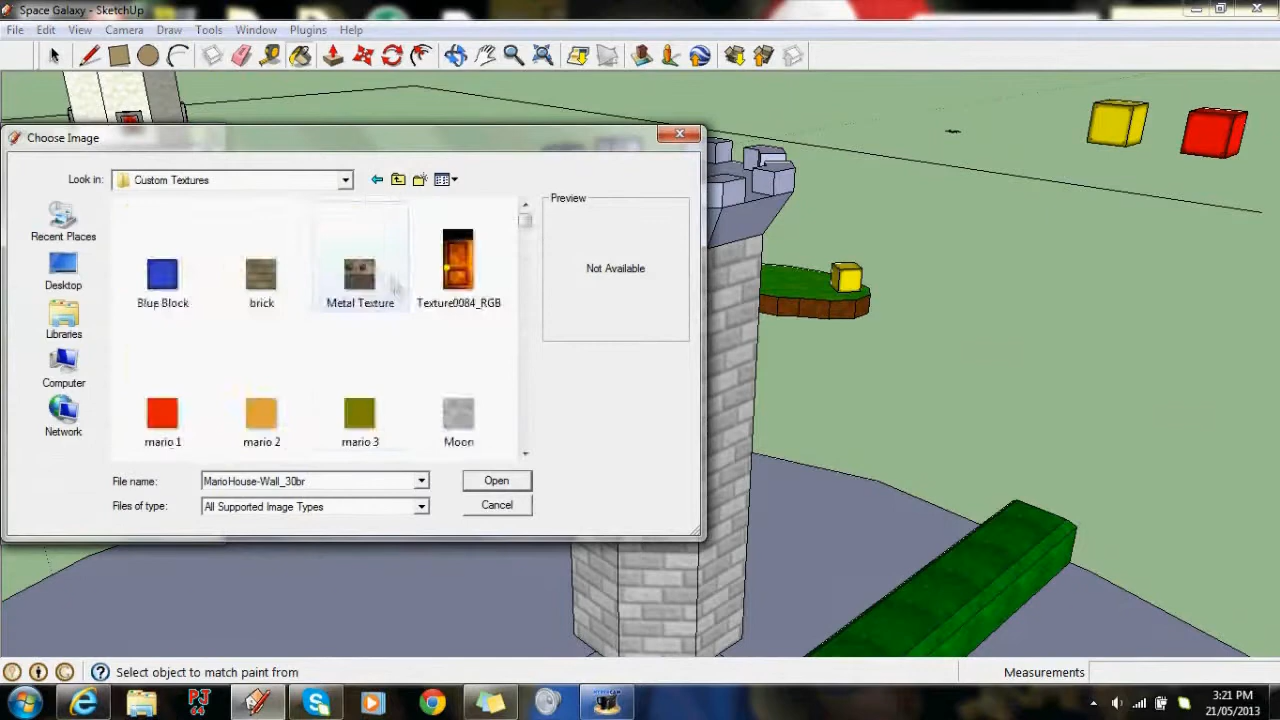 Space Galaxy - SketchUp
File Edit View Camera Draw Tools Window Plugins Help
Choose Image
Look in: Custom Textures
Recent Places
Desktop
Libraries
Computer
Network
Blue Block brick Metal Texture Texture0084_RGB
mario 1 mario 2 mario 3 Moon
Preview
Not Available
File name: MarioHouse-Wall_30br Open
Files of type: All Supported Image Types Cancel
Select object to match paint from Measurements
PJ
64
3:21 PM
21/05/2013